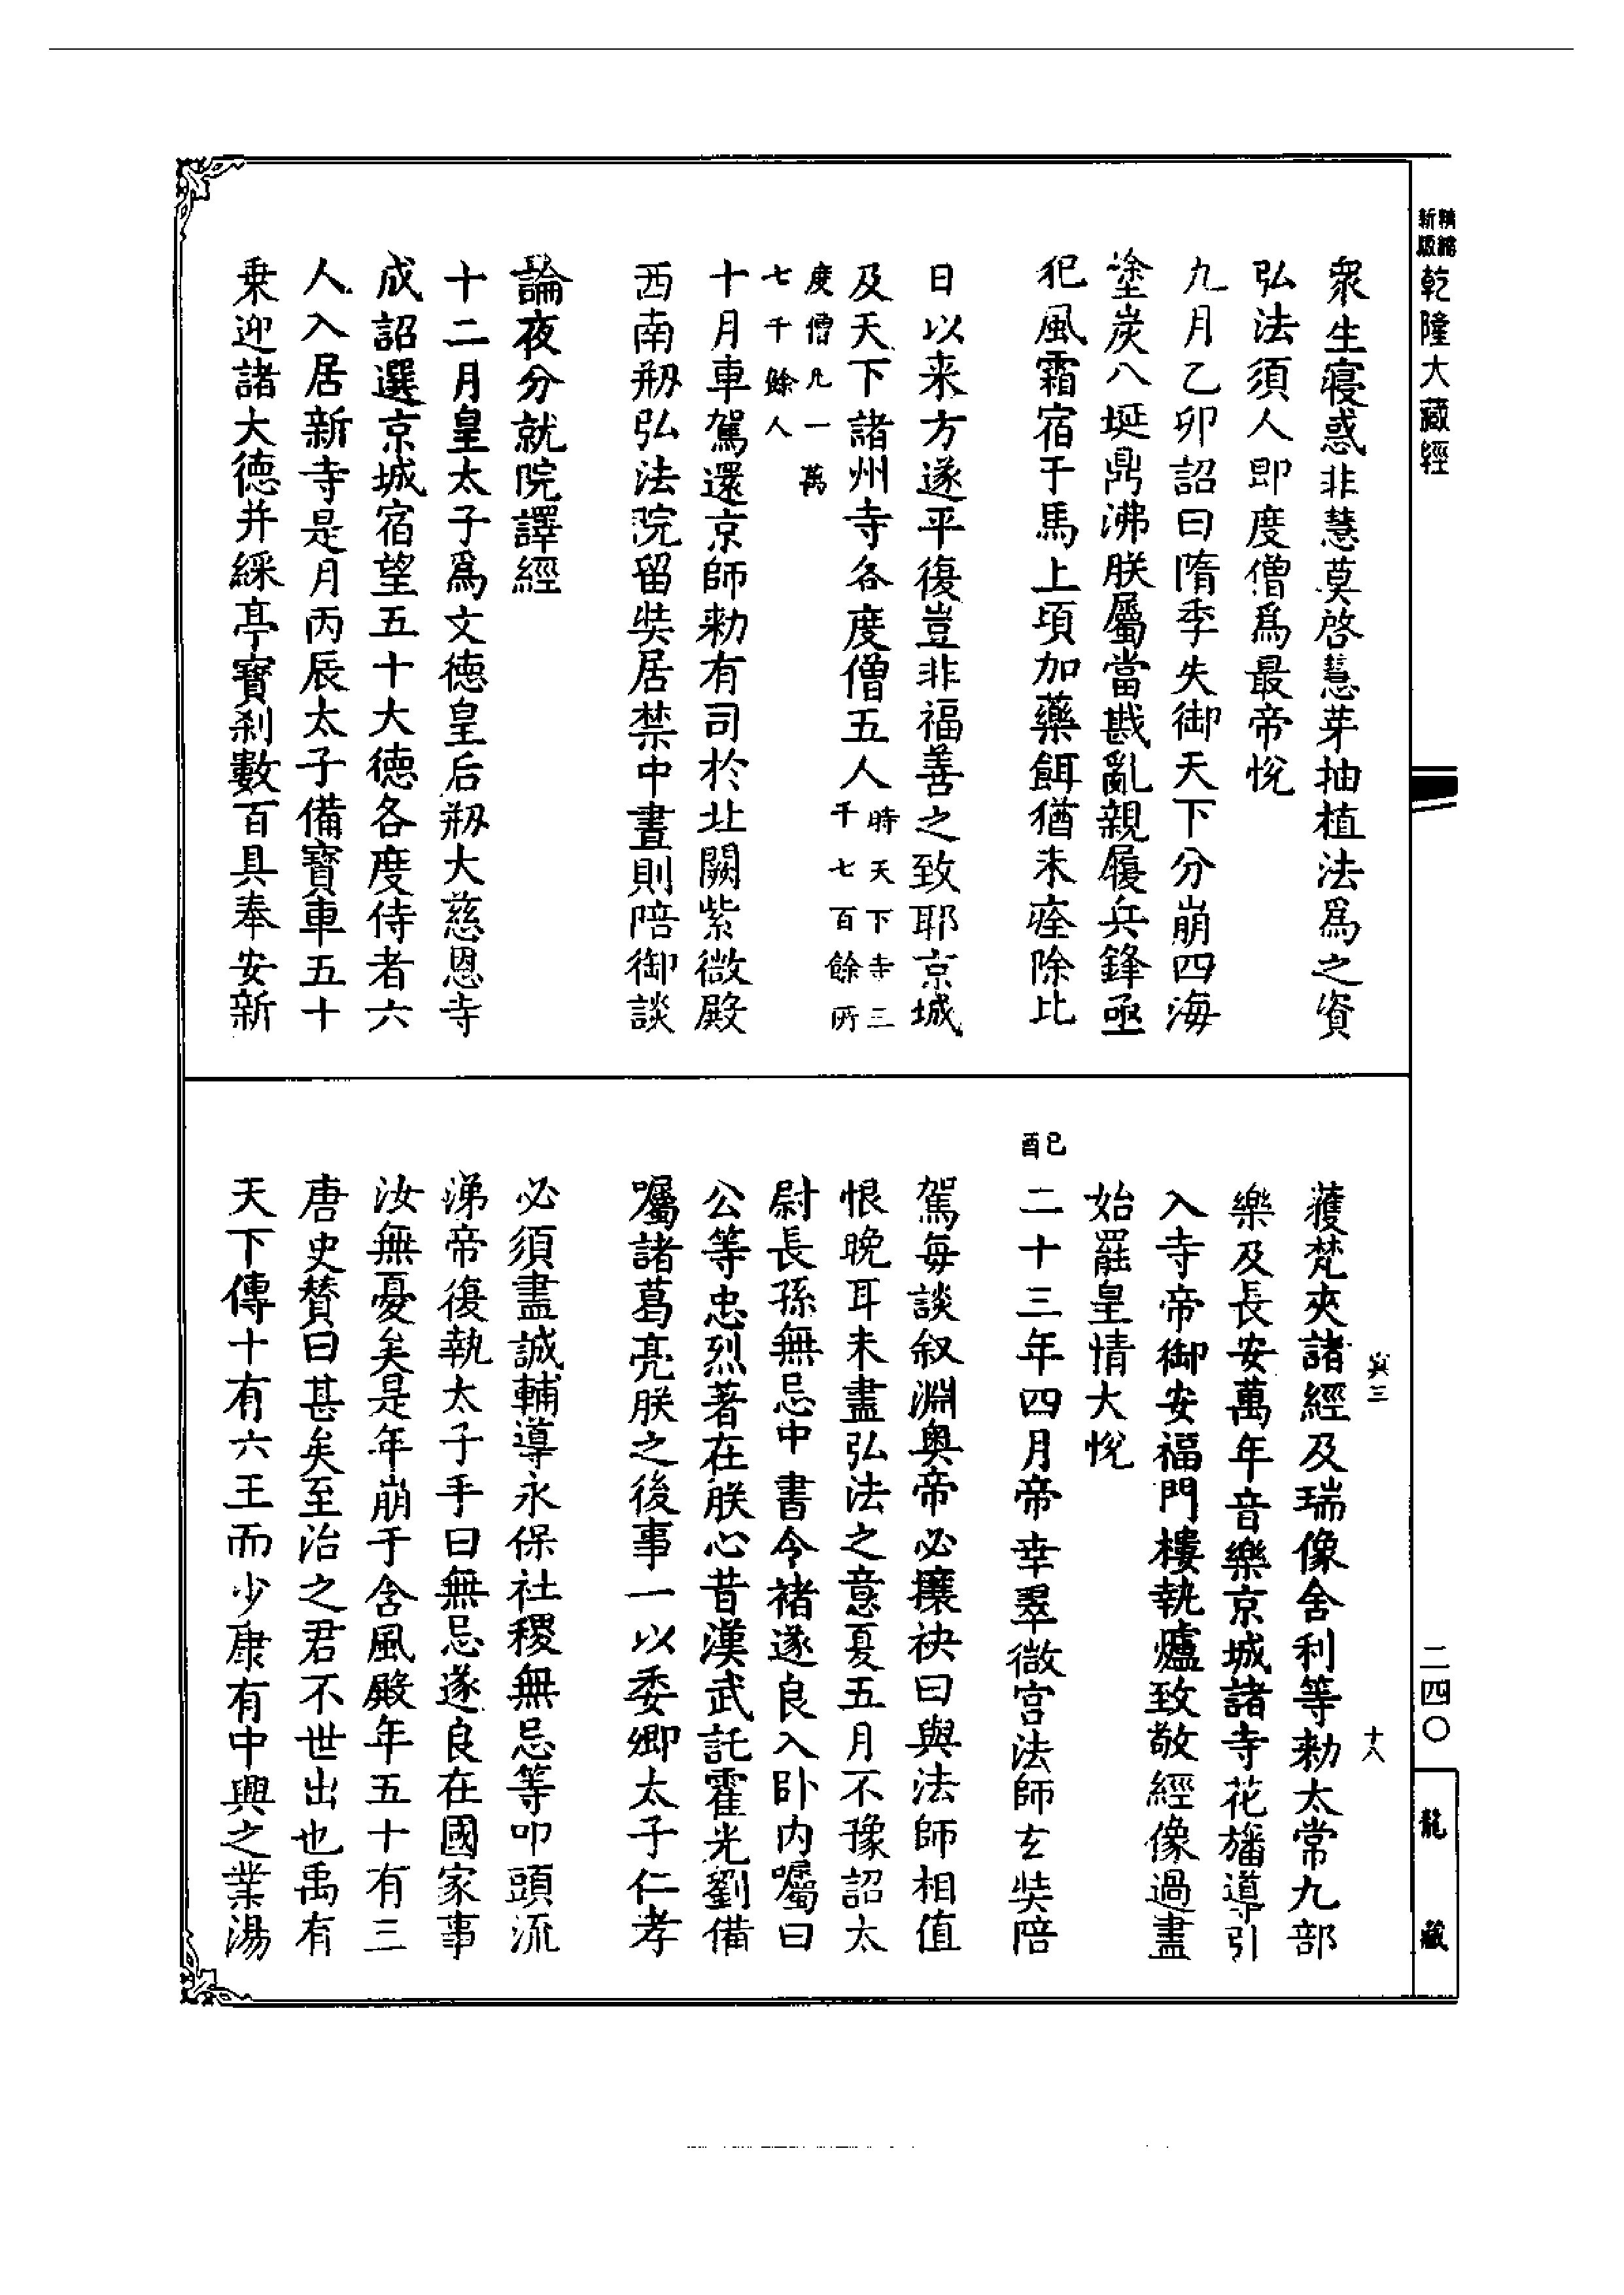 精縮新版乾隆大藏經
衆生寢惑非慧莫啓慧芽抽植法爲之資
弘法須人即度僧爲最帝悅
九月乙卯詔曰隋季失御天下分崩四海
塗炭八埏鼎沸朕屬當戡亂親履兵鋒亟
犯風霜宿于馬上項加藥餌猶未痊除比
日以来方遂平復豈非福善之致耶京城
及天下諸州寺各度僧五人時天下寺三千七百餘所
度僧凡一萬七千餘人
十月車駕還京師勑有司於北闕紫微殿
西南剏弘法院留奘居禁中晝則陪御談
論夜分就院譯經
十二月皇太子爲文德皇后剏大慈恩寺
成詔選京城宿望五十大德各度侍者六
人入居新寺是月丙辰太子備寶車五十
乗迎諸大德并綵亭寶刹數百具奉安新
二四〇
龍藏
寅三
十八
獲梵夾諸經及瑞像舍利等勑太常九部
樂及長安萬年音樂京城諸寺花旛導引
入寺帝御安福門樓執爐致敬經像過盡
始罷皇情大悅
己酉
二十三年四月帝幸翠微宫法師玄奘陪
駕每談叙淵奥帝必攘袂曰與法師相值
恨晚耳未盡弘法之意夏五月不豫詔太
尉長孫無忌中書令褚遂良入卧内囑曰
公等忠烈著在朕心昔漢武託霍光劉備
囑諸葛亮朕之後事一以委卿太子仁孝
必須盡誠輔導永保社稷無忌等叩頭流
涕帝復執太子手曰無忌遂良在國家事
汝無憂矣是年崩于含風殿年五十有三
唐史贊曰甚矣至治之君不世出也禹有
天下傳十有六王而少康有中興之業湯